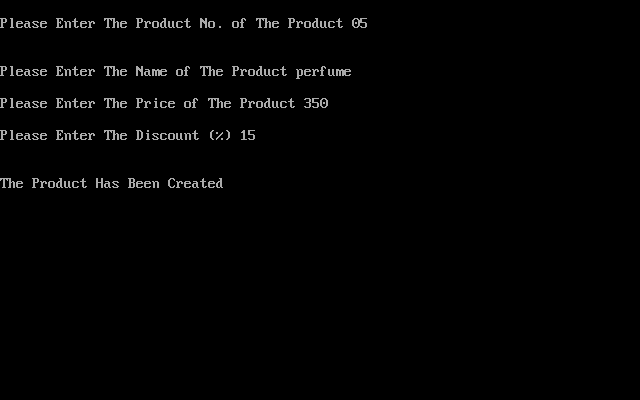 Please Enter The Product No. of The Product 05
Please Enter The Name of The Product perfume
Please Enter The Price of The Product 350
Please Enter The Discount (%) 15
The Product Has Been Created